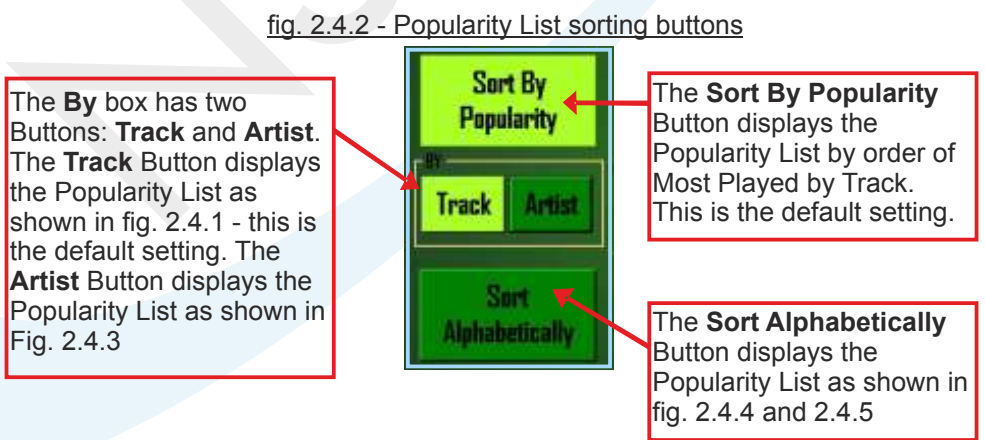 fig. 2.4.2 - Popularity List sorting buttons
The By box has two
Buttons: Track and Artist.
The Track Button displays
the Popularity List as
shown in fig. 2.4.1 - this is
the default setting. The
Artist Button displays the
Popularity List as shown in
Fig. 2.4.3
Sort By
Popularity
BY:
Track Artist
Sort
Alphabetically
The Sort By Popularity
Button displays the
Popularity List by order of
Most Played by Track.
This is the default setting.
The Sort Alphabetically
Button displays the
Popularity List as shown in
fig. 2.4.4 and 2.4.5